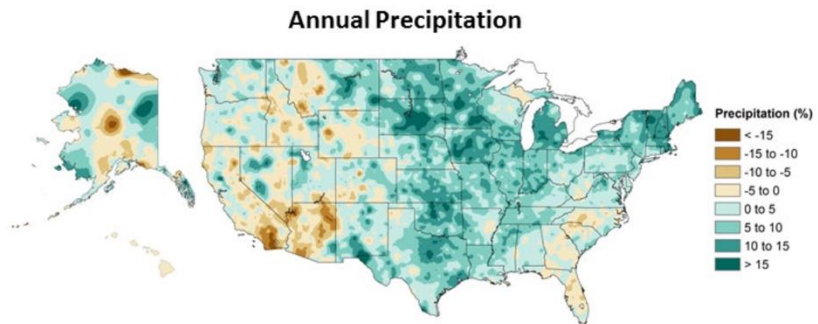 Annual Precipitation
Precipitation (%)
< -15
-15 to -10
-10 to -5
-5 to 0
0 to 5
5 to 10
10 to 15
> 15